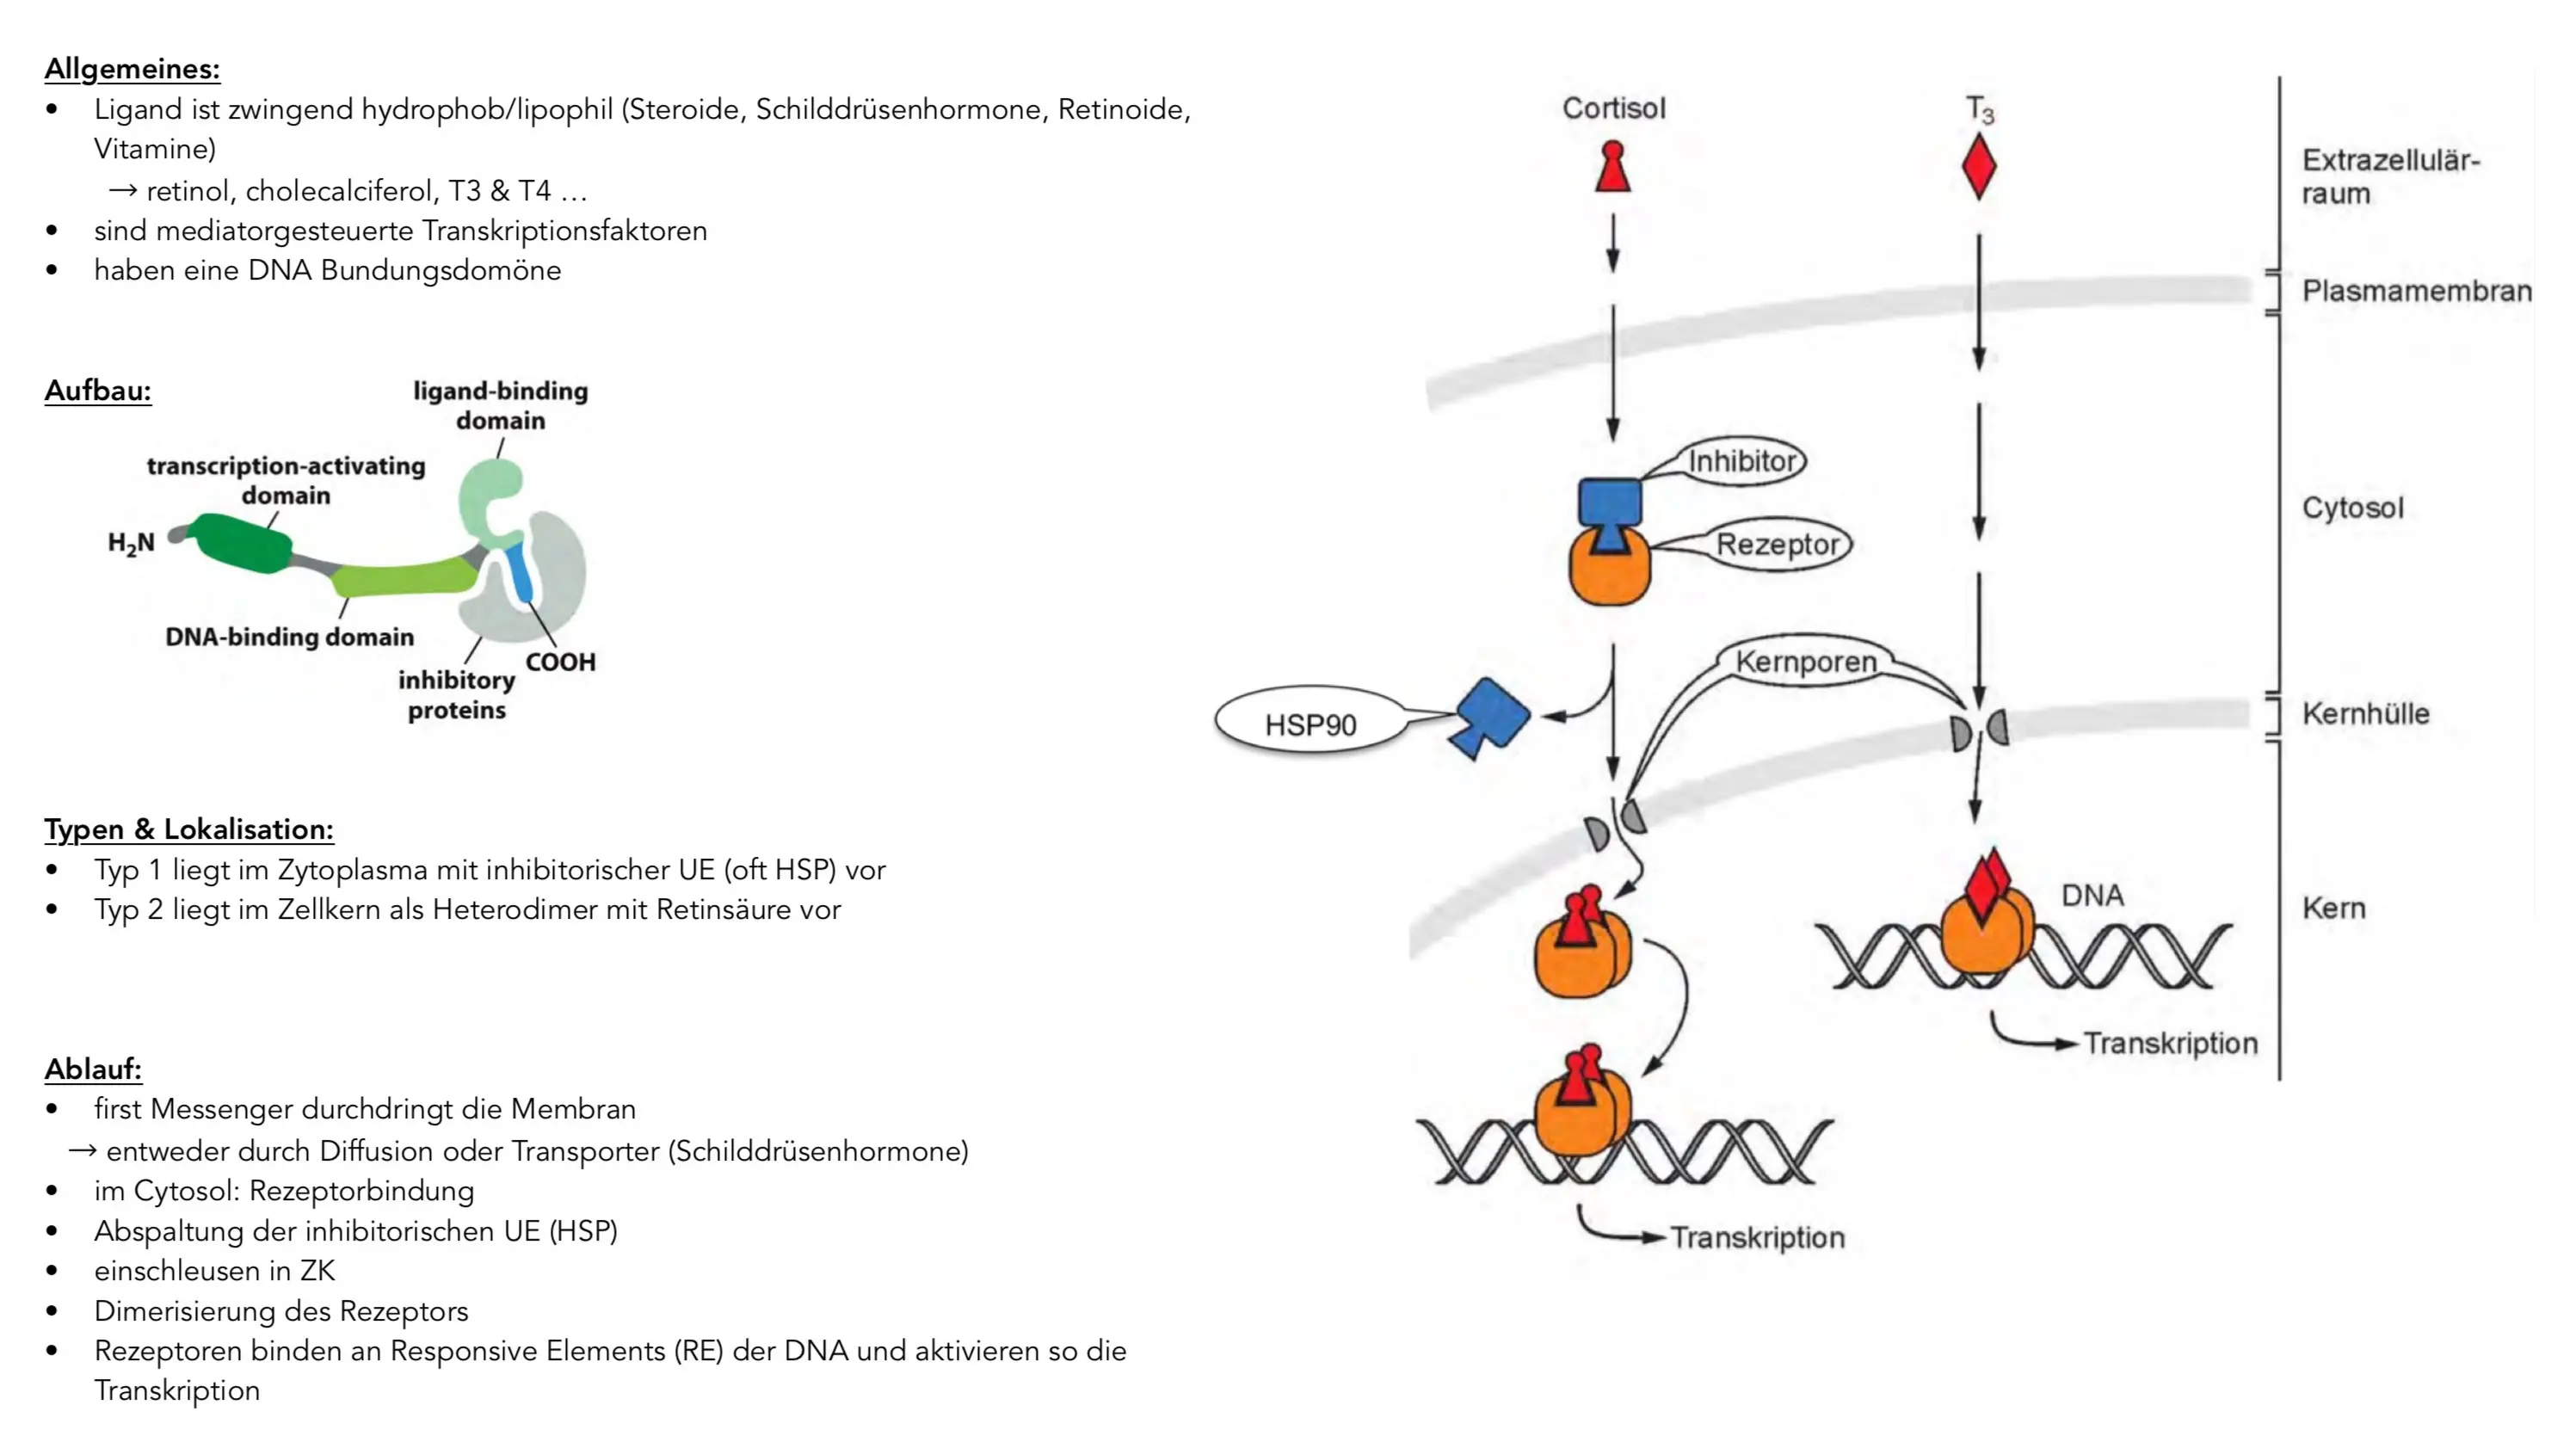 Allgemeines:
• Ligand ist zwingend hydrophob/lipophil (Steroide, Schilddrüsenhormone, Retinoide,
Vitamine)
→ retinol, cholecalciferol, T3 & T4 …
• sind mediatorgesteuerte Transkriptionsfaktoren
• haben eine DNA Bundungsdomöne
Aufbau:
ligand-binding
domain
transcription-activating
domain
H₂N
DNA-binding domain
COOH
inhibitory
proteins
Typen & Lokalisation:
• Typ 1 liegt im Zytoplasma mit inhibitorischer UE (oft HSP) vor
• Typ 2 liegt im Zellkern als Heterodimer mit Retinsäure vor
Ablauf:
• first Messenger durchdringt die Membran
→ entweder durch Diffusion oder Transporter (Schilddrüsenhormone)
• im Cytosol: Rezeptorbindung
• Abspaltung der inhibitorischen UE (HSP)
• einschleusen in ZK
• Dimerisierung des Rezeptors
• Rezeptoren binden an Responsive Elements (RE) der DNA und aktivieren so die
Transkription
Cortisol
T₃
Extrazellulär-
raum
Plasmamembran
Inhibitor
Rezeptor
Cytosol
Kernporen
HSP90
Kernhülle
DNA
Kern
Transkription
Transkription